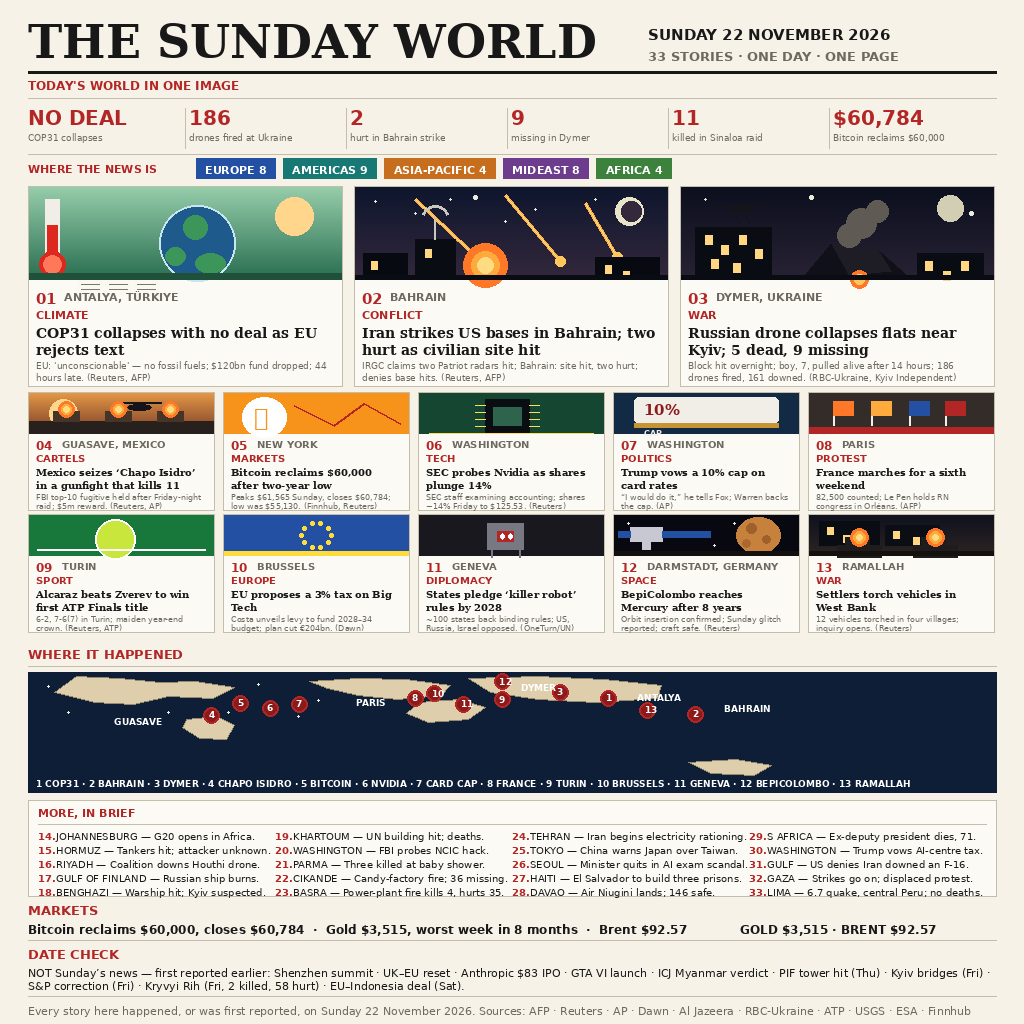 THE SUNDAY WORLD
SUNDAY 22 NOVEMBER 2026
33 STORIES · ONE DAY · ONE PAGE
TODAY'S WORLD IN ONE IMAGE
NO DEAL
COP31 collapses
186
drones fired at Ukraine
2
hurt in Bahrain strike
9
missing in Dymer
11
killed in Sinaloa raid
$60,784
Bitcoin reclaims $60,000
WHERE THE NEWS IS
EUROPE 8
AMERICAS 9
ASIA-PACIFIC 4
MIDEAST 8
AFRICA 4
01 ANTALYA, TÜRKIYE
CLIMATE
COP31 collapses with no deal as EU
rejects text
EU: ‘unconscionable’ — no fossil fuels; $120bn fund dropped; 44
hours late. (Reuters, AFP)
02 BAHRAIN
CONFLICT
Iran strikes US bases in Bahrain; two
hurt as civilian site hit
IRGC claims two Patriot radars hit; Bahrain: site hit, two hurt;
denies base hits. (Reuters, AFP)
03 DYMER, UKRAINE
WAR
Russian drone collapses flats near
Kyiv; 5 dead, 9 missing
Block hit overnight; boy, 7, pulled alive after 14 hours; 186
drones fired, 161 downed. (RBC-Ukraine, Kyiv Independent)
04 GUASAVE, MEXICO
CARTELS
Mexico seizes ‘Chapo Isidro’
in a gunfight that kills 11
FBI top-10 fugitive held after Friday-night
raid; $5m reward. (Reuters, AP)
05 NEW YORK
MARKETS
Bitcoin reclaims $60,000
after two-year low
Peaks $61,565 Sunday, closes $60,784;
low was $55,130. (Finnhub, Reuters)
06 WASHINGTON
TECH
SEC probes Nvidia as shares
plunge 14%
SEC staff examining accounting; shares
−14% Friday to $125.53. (Reuters)
10%
CAP
07 WASHINGTON
POLITICS
Trump vows a 10% cap on
card rates
“I would do it,” he tells Fox; Warren backs
the cap. (AP)
08 PARIS
PROTEST
France marches for a sixth
weekend
82,500 counted; Le Pen holds RN
congress in Orléans. (AFP)
09 TURIN
SPORT
Alcaraz beats Zverev to win
first ATP Finals title
6-2, 7-6(7) in Turin; maiden year-end
crown. (Reuters, ATP)
10 BRUSSELS
EUROPE
EU proposes a 3% tax on Big
Tech
Costa unveils levy to fund 2028–34
budget; plan cut €204bn. (Dawn)
11 GENEVA
DIPLOMACY
States pledge ‘killer robot’
rules by 2028
~100 states back binding rules; US,
Russia, Israel opposed. (OneTurn/UN)
12 DARMSTADT, GERMANY
SPACE
BepiColombo reaches
Mercury after 8 years
Orbit insertion confirmed; Sunday glitch
reported; craft safe. (Reuters)
13 RAMALLAH
WAR
Settlers torch vehicles in
West Bank
12 vehicles torched in four villages;
inquiry opens. (Reuters)
WHERE IT HAPPENED
12
DYMER
3
8
10
9
1
ANTALYA
PARIS
5
6
7
11
13
BAHRAIN
GUASAVE
4
2
1 COP31 · 2 BAHRAIN · 3 DYMER · 4 CHAPO ISIDRO · 5 BITCOIN · 6 NVIDIA · 7 CARD CAP · 8 FRANCE · 9 TURIN · 10 BRUSSELS · 11 GENEVA · 12 BEPICOLOMBO · 13 RAMALLAH
MORE, IN BRIEF
14.JOHANNESBURG — G20 opens in Africa.
15.HORMUZ — Tankers hit; attacker unknown.
16.RIYADH — Coalition downs Houthi drone.
17.GULF OF FINLAND — Russian ship burns.
18.BENGHAZI — Warship hit; Kyiv suspected.
19.KHARTOUM — UN building hit; deaths.
20.WASHINGTON — FBI probes NCIC hack.
21.PARMA — Three killed at baby shower.
22.CIKANDE — Candy-factory fire; 36 missing.
23.BASRA — Power-plant fire kills 4, hurts 35.
24.TEHRAN — Iran begins electricity rationing.
25.TOKYO — China warns Japan over Taiwan.
26.SEOUL — Minister quits in AI exam scandal.
27.HAITI — El Salvador to build three prisons.
28.DAVAO — Air Niugini lands; 146 safe.
29.S AFRICA — Ex-deputy president dies, 71.
30.WASHINGTON — Trump vows AI-centre tax.
31.GULF — US denies Iran downed an F-16.
32.GAZA — Strikes go on; displaced protest.
33.LIMA — 6.7 quake, central Peru; no deaths.
MARKETS
Bitcoin reclaims $60,000, closes $60,784 · Gold $3,515, worst week in 8 months · Brent $92.57
GOLD $3,515 · BRENT $92.57
DATE CHECK
NOT Sunday’s news — first reported earlier: Shenzhen summit · UK–EU reset · Anthropic $83 IPO · GTA VI launch · ICJ Myanmar verdict · PIF tower hit (Thu) · Kyiv bridges (Fri) ·
S&P correction (Fri) · Kryvyi Rih (Fri, 2 killed, 58 hurt) · EU–Indonesia deal (Sat).
Every story here happened, or was first reported, on Sunday 22 November 2026. Sources: AFP · Reuters · AP · Dawn · Al Jazeera · RBC-Ukraine · ATP · USGS · ESA · Finnhub